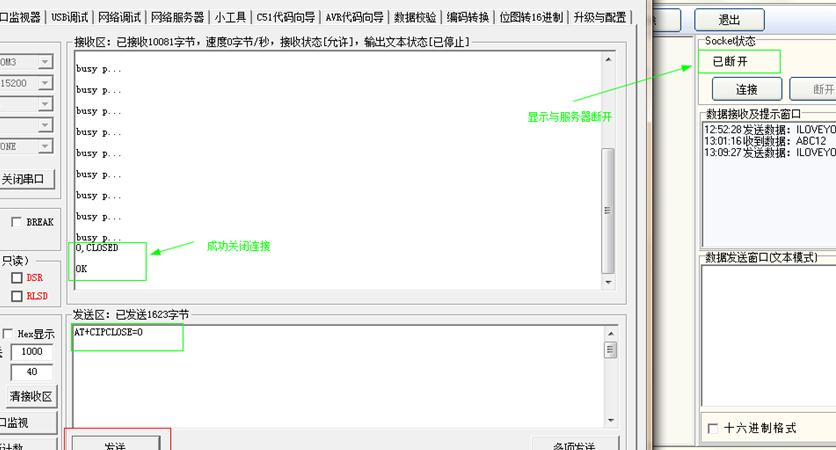 口监视器 USB调试 网络调试 网络服务器 小工具 C51代码向导 AVR代码向导 数据校验 编码转换 位图转16进制 升级与配置
退出
接收区：已接收10081字节，速度0字节/秒，接收状态[允许]，输出文本状态[已停止]
Socket状态
已断开
OM3
15200
ONE
关闭串口
BREAK
只读）
DSR
RLSD
busy p...
busy p...
busy p...
busy p...
busy p...
busy p...
busy p...
busy p...
busy p...
0,CLOSED
OK
成功关闭连接
显示与服务器断开
连接
断开
数据接收及提示窗口
12:52:28发送数据：ILOVEYO
13:01:16收到数据：ABC12
13:09:27发送数据：ILOVEYO
数据发送窗口(文本模式)
发送区：已发送1623字节
AT+CIPCLOSE=0
Hex显示
1000
40
清接收区
口监视
计数
发送
多项发送
十六进制格式